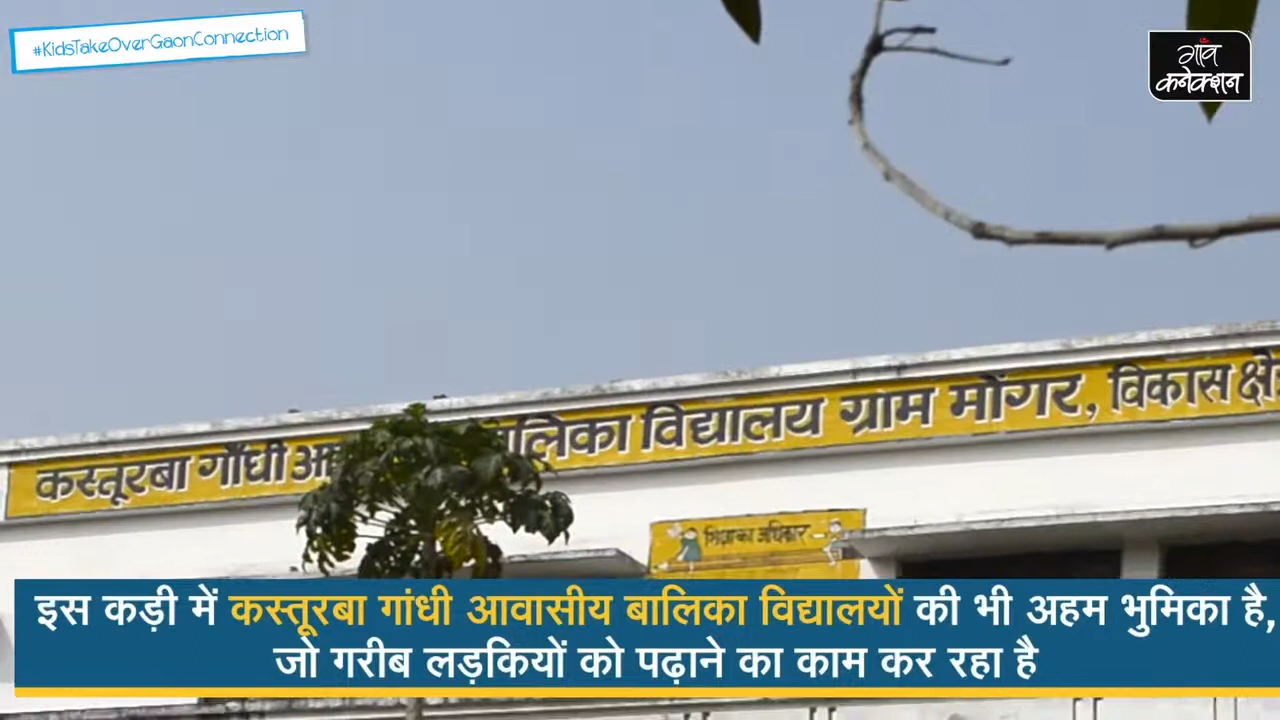 #KidsTakeOverGaonConnection
गाँव
कनेक्शन
कस्तूरबा गाँधी बालिका विद्यालय ग्राम मोंगर, विकास
शिक्षा का अधिकार
इस कड़ी में कस्तूरबा गांधी आवासीय बालिका विद्यालयों की भी अहम भुमिका है,
जो गरीब लड़कियों को पढ़ाने का काम कर रहा है